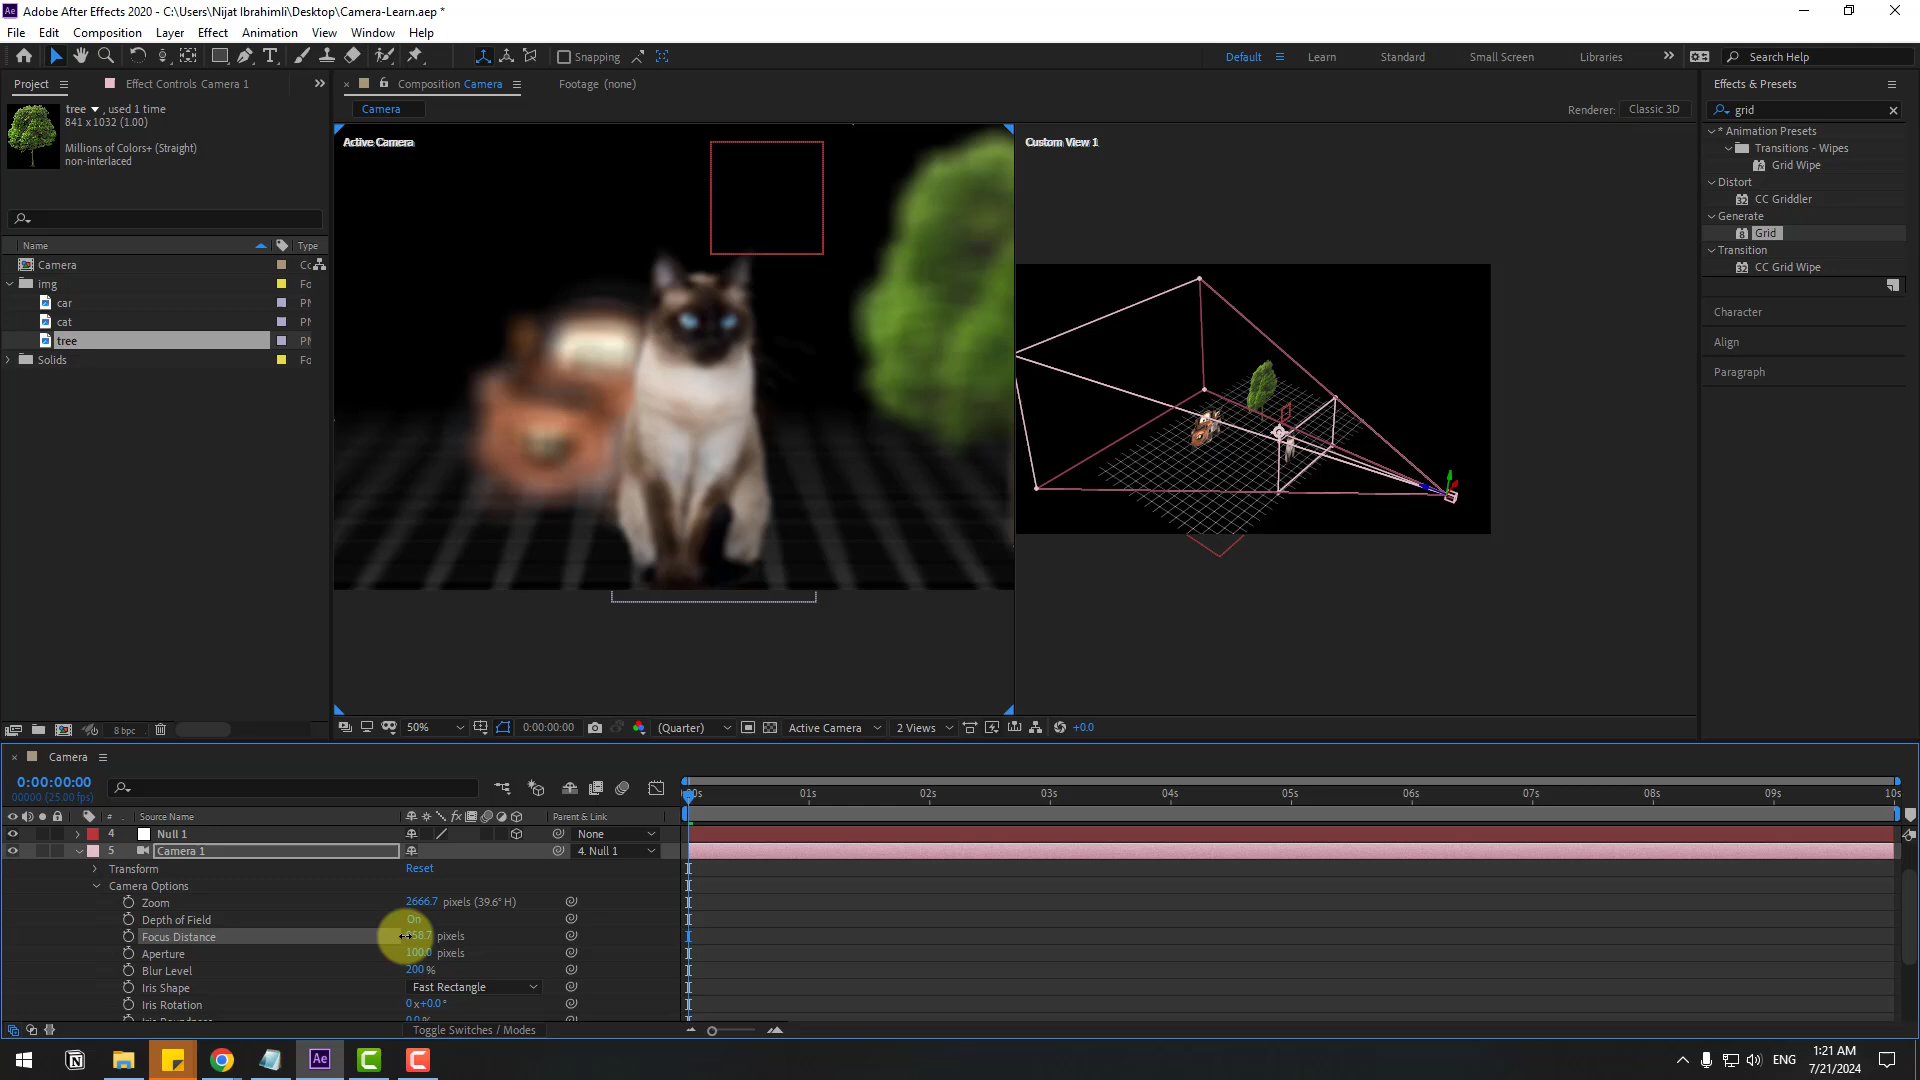 Adobe After Effects 2020 - C:\Users\Nijat Ibrahimli\Desktop\Camera-Learn.aep *
File Edit Composition Layer Effect Animation View Window Help
Snapping
Default Learn Standard Small Screen Libraries Search Help
Project Effect Controls Camera 1
tree , used 1 time
841 x 1032 (1.00)
Millions of Colors+ (Straight)
non-interlaced
Name Type
Camera
img Fo
car
cat
tree
Solids Fo
8 bpc
Composition Camera Footage (none)
Camera
Renderer: Classic 3D
Active Camera
Custom View 1
50% 0:00:00:00 (Quarter) Active Camera 2 Views +0.0
Effects & Presets
grid
* Animation Presets
Transitions - Wipes
Grid Wipe
Distort
CC Griddler
Generate
Grid
Transition
CC Grid Wipe
Character
Align
Paragraph
Camera
0:00:00:00
00000 (25.00 fps)
# Source Name Parent & Link
4 Null 1 None
5 Camera 1 4. Null 1
Transform Reset
Camera Options
Zoom 2666.7 pixels (39.6° H)
Depth of Field On
Focus Distance pixels
Aperture 100.0 pixels
Blur Level 200 %
Iris Shape Fast Rectangle
Iris Rotation 0 x+0.0 °
Toggle Switches / Modes
01s 02s 03s 04s 05s 06s 07s 08s 09s 10s
ENG
1:21 AM
7/21/2024